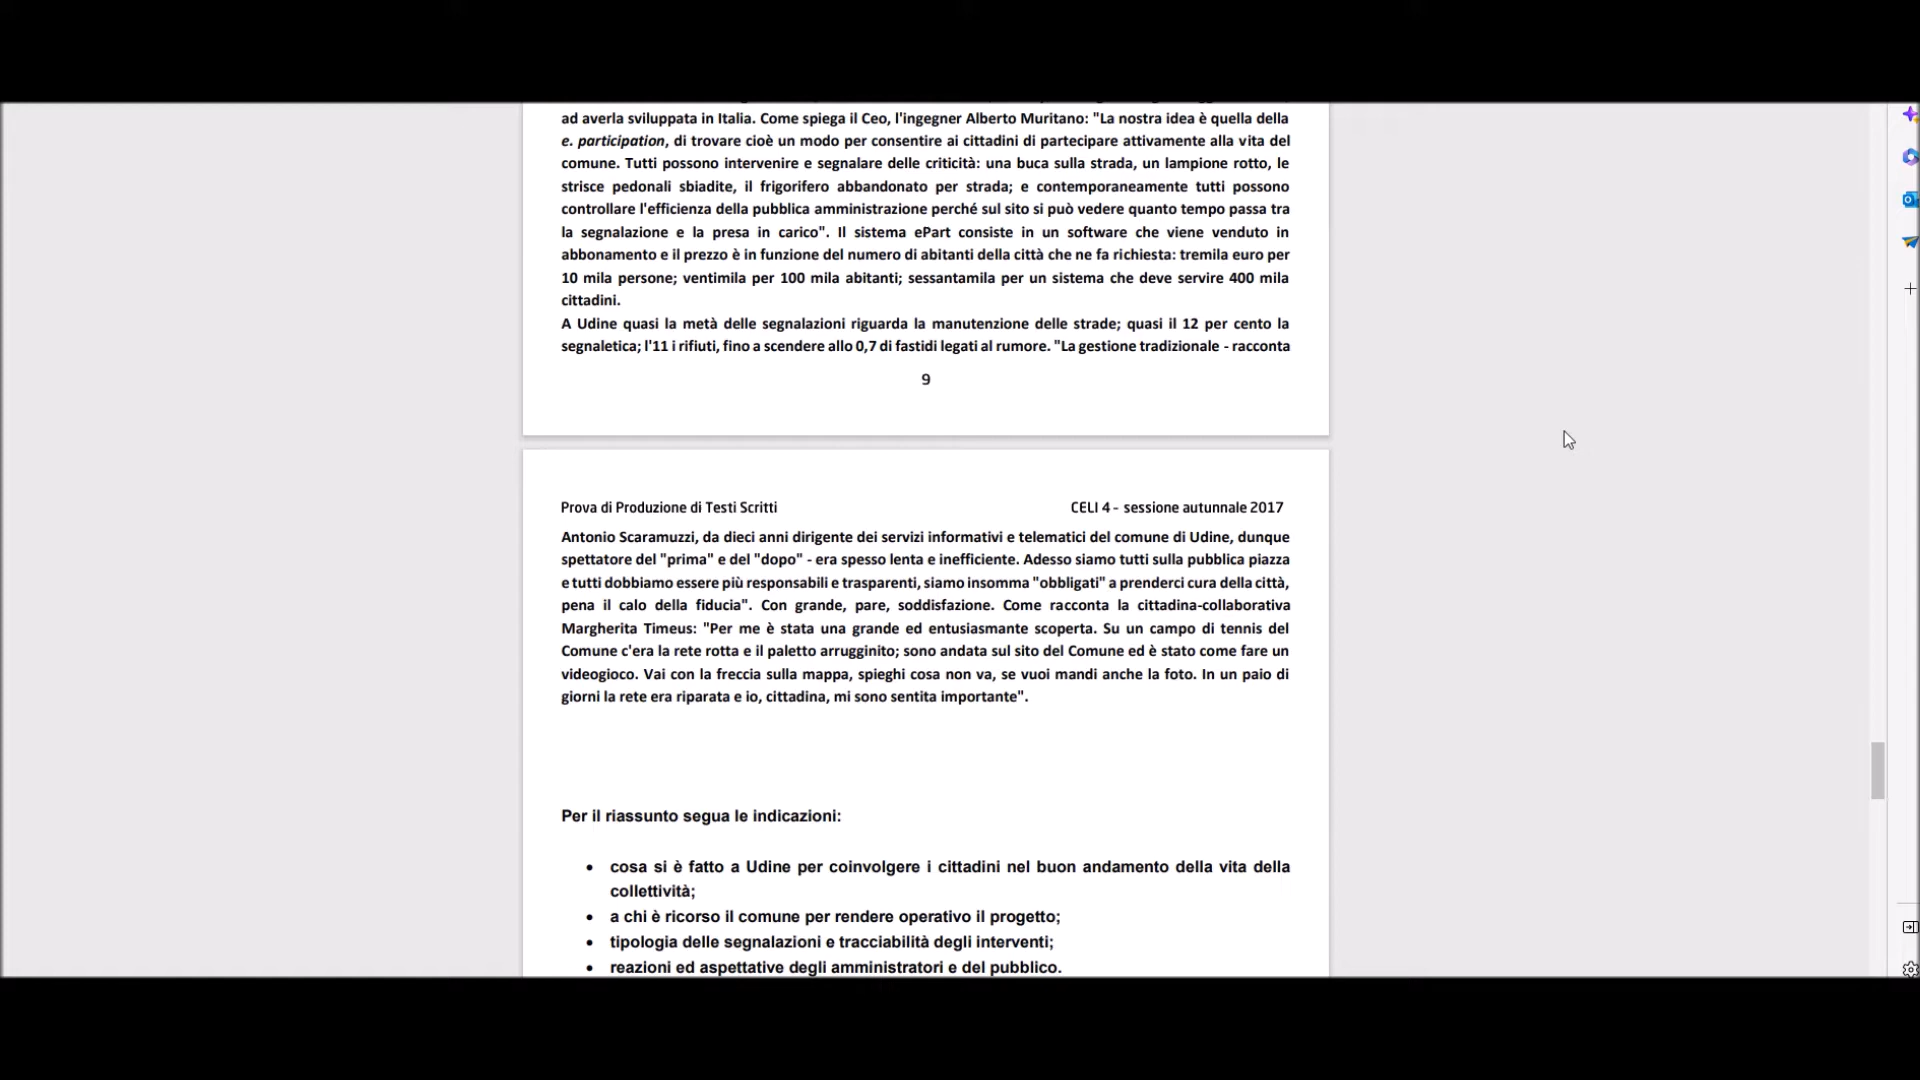 ad averla sviluppata in Italia. Come spiega il Ceo, l'ingegner Alberto Muritano: "La nostra idea è quella della
e. participation, di trovare cioè un modo per consentire ai cittadini di partecipare attivamente alla vita del
comune. Tutti possono intervenire e segnalare delle criticità: una buca sulla strada, un lampione rotto, le
strisce pedonali sbiadite, il frigorifero abbandonato per strada; e contemporaneamente tutti possono
controllare l'efficienza della pubblica amministrazione perché sul sito si può vedere quanto tempo passa tra
la segnalazione e la presa in carico". Il sistema ePart consiste in un software che viene venduto in
abbonamento e il prezzo è in funzione del numero di abitanti della città che ne fa richiesta: tremila euro per
10 mila persone; ventimila per 100 mila abitanti; sessantamila per un sistema che deve servire 400 mila
cittadini.
A Udine quasi la metà delle segnalazioni riguarda la manutenzione delle strade; quasi il 12 per cento la
segnaletica; l'11 i rifiuti, fino a scendere allo 0,7 di fastidi legati al rumore. "La gestione tradizionale - racconta
9
Prova di Produzione di Testi Scritti CELI 4 - sessione autunnale 2017
Antonio Scaramuzzi, da dieci anni dirigente dei servizi informativi e telematici del comune di Udine, dunque
spettatore del "prima" e del "dopo" - era spesso lenta e inefficiente. Adesso siamo tutti sulla pubblica piazza
e tutti dobbiamo essere più responsabili e trasparenti, siamo insomma "obbligati" a prenderci cura della città,
pena il calo della fiducia". Con grande, pare, soddisfazione. Come racconta la cittadina-collaborativa
Margherita Timeus: "Per me è stata una grande ed entusiasmante scoperta. Su un campo di tennis del
Comune c'era la rete rotta e il paletto arrugginito; sono andata sul sito del Comune ed è stato come fare un
videogioco. Vai con la freccia sulla mappa, spieghi cosa non va, se vuoi mandi anche la foto. In un paio di
giorni la rete era riparata e io, cittadina, mi sono sentita importante".
Per il riassunto segua le indicazioni:
• cosa si è fatto a Udine per coinvolgere i cittadini nel buon andamento della vita della
collettività;
• a chi è ricorso il comune per rendere operativo il progetto;
• tipologia delle segnalazioni e tracciabilità degli interventi;
• reazioni ed aspettative degli amministratori e del pubblico.